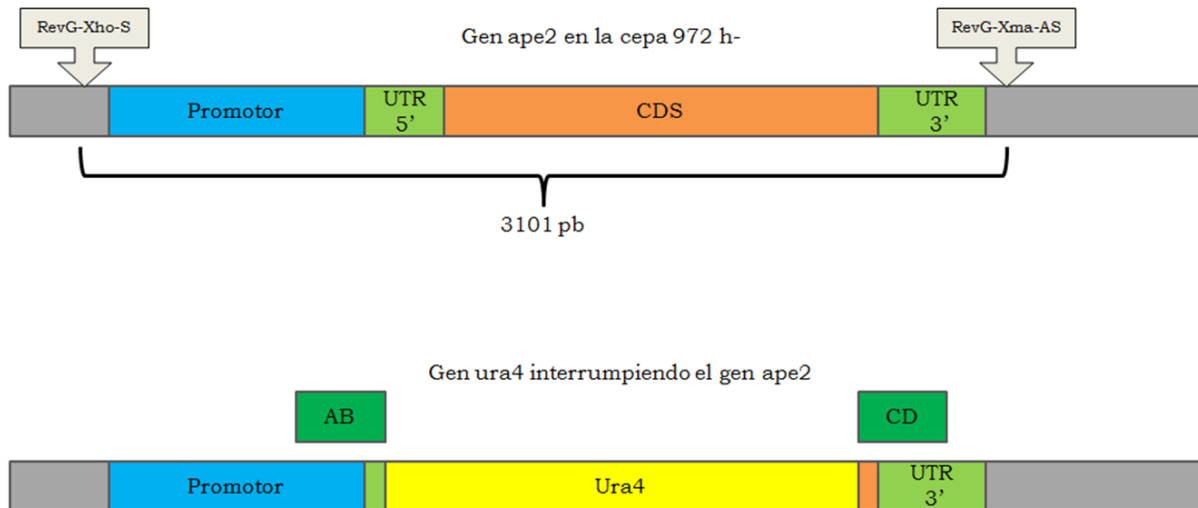 RevG-Xho-S
Gen ape2 en la cepa 972 h-
RevG-Xma-AS
Promotor
UTR
5’
CDS
UTR
3’
3101 pb
Gen ura4 interrumpiendo el gen ape2
AB
CD
Promotor
Ura4
UTR
3’